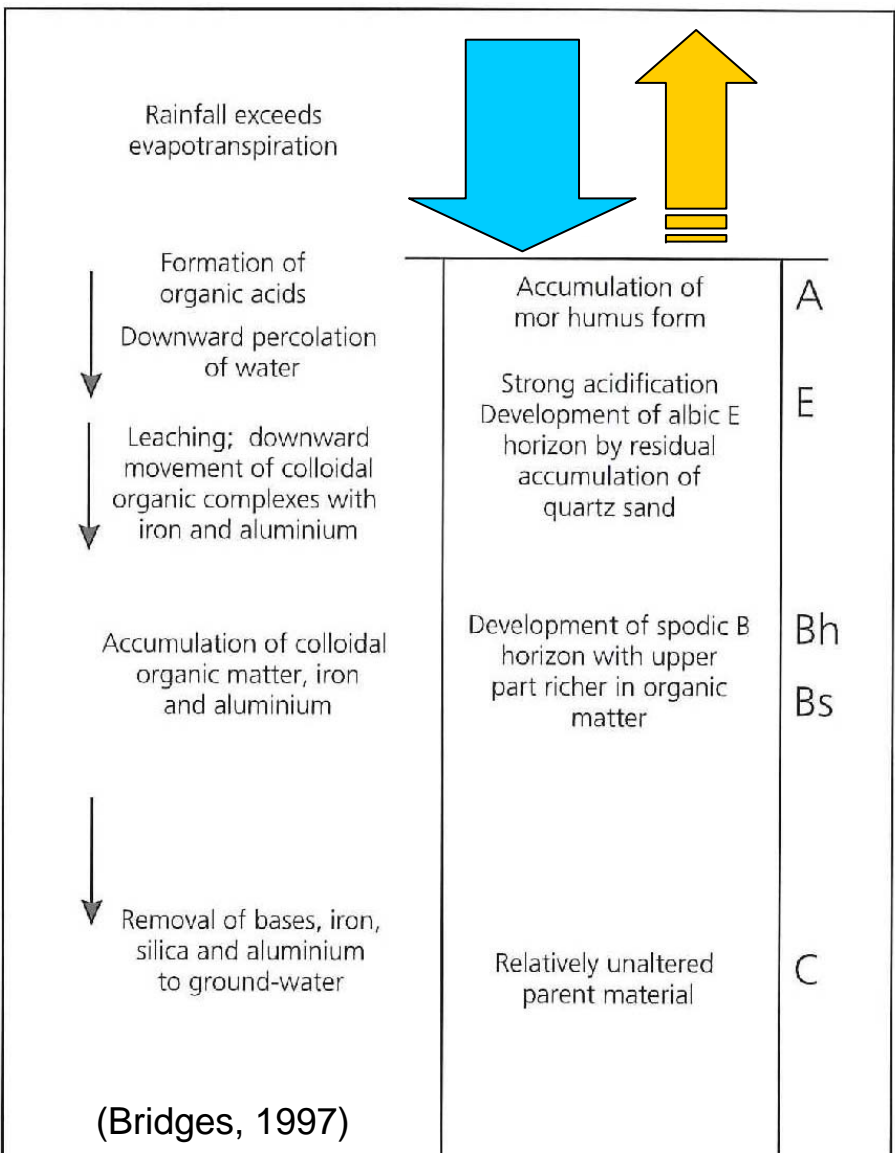 Rainfall exceeds
evapotranspiration
Formation of
organic acids
Downward percolation
of water
Leaching; downward
movement of colloidal
organic complexes with
iron and aluminium
Accumulation of colloidal
organic matter, iron
and aluminium
Removal of bases, iron,
silica and aluminium
to ground-water
(Bridges, 1997)
Accumulation of
mor humus form
A
Strong acidification
Development of albic E
horizon by residual
accumulation of
quartz sand
E
Development of spodic B
horizon with upper
part richer in organic
matter
Bh
Bs
Relatively unaltered
parent material
C